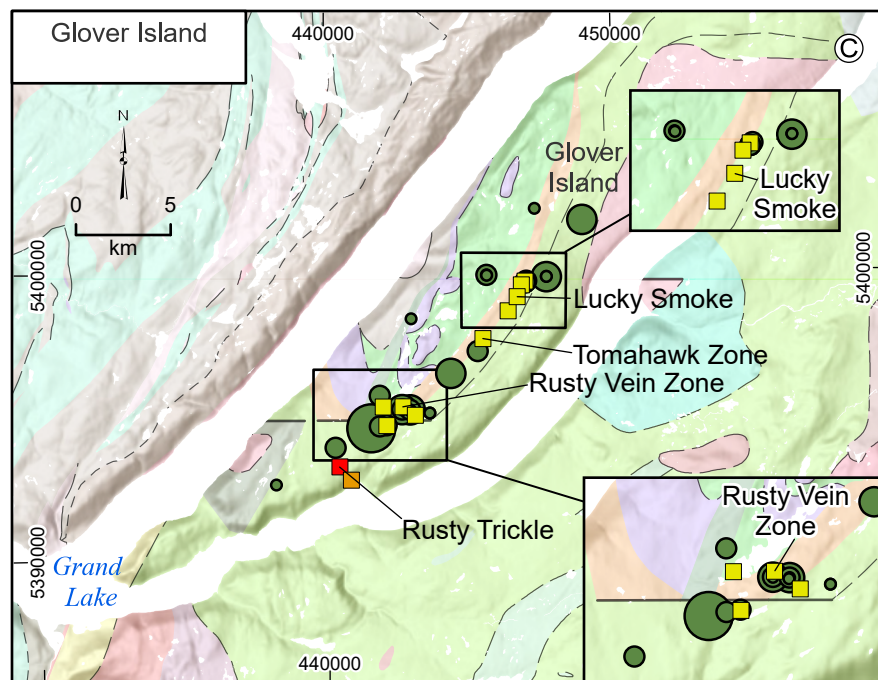 Glover Island
440000
450000
C
N
0 5
km
Glover
Island
Lucky
Smoke
5400000
5400000
Lucky Smoke
Tomahawk Zone
Rusty Vein Zone
Rusty Vein
Zone
Rusty Trickle
5390000
Grand
Lake
440000